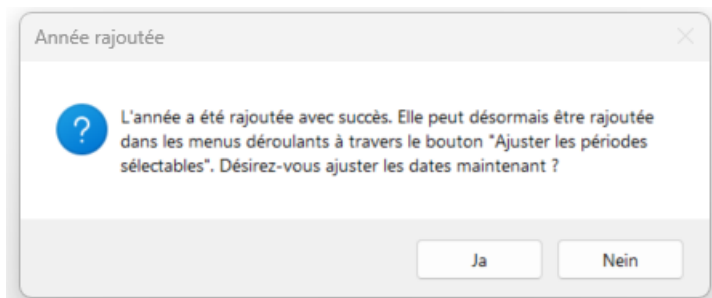 Année rajoutée
L'année a été rajoutée avec succès. Elle peut désormais être rajoutée
dans les menus déroulants à travers le bouton "Ajuster les périodes
sélectables". Désirez-vous ajuster les dates maintenant ?
Ja
Nein